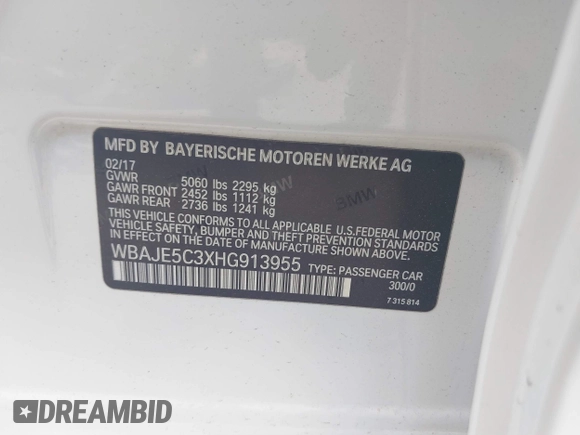 MFD BY BAYERISCHE MOTOREN WERKE AG
02/17
GVWR 5060 lbs 2295 kg
GAWR FRONT 2452 lbs 1112 kg
GAWR REAR 2736 lbs 1241 kg
THIS VEHICLE CONFORMS TO ALL APPLICABLE U.S.FEDERAL MOTOR
VEHICLE SAFETY, BUMPER AND THEFT PREVENTION STANDARDS IN
EFFECT ON THE DATE OF MANUFACTURE SHOWN ABOVE.
WBAJE5C3XHG913955 TYPE: PASSENGER CAR
300/0
7 315 814
DREAMBID